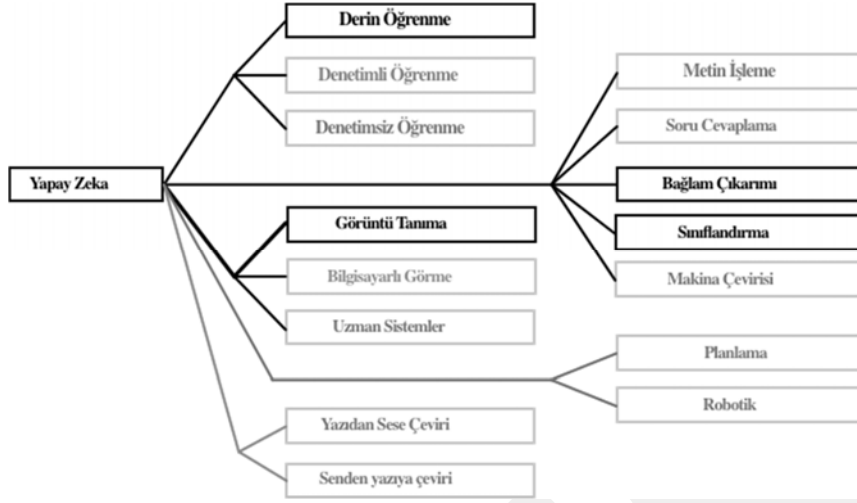 Derin Öğrenme
Denetimli Öğrenme
Denetimsiz Öğrenme
Yapay Zeka
Metin İşleme
Soru Cevaplama
Bağlam Çıkarımı
Sınıflandırma
Makina Çevirisi
Görüntü Tanıma
Bilgisayarlı Görme
Uzman Sistemler
Planlama
Robotik
Yazıdan Sese Çeviri
Senden yazıya çeviri